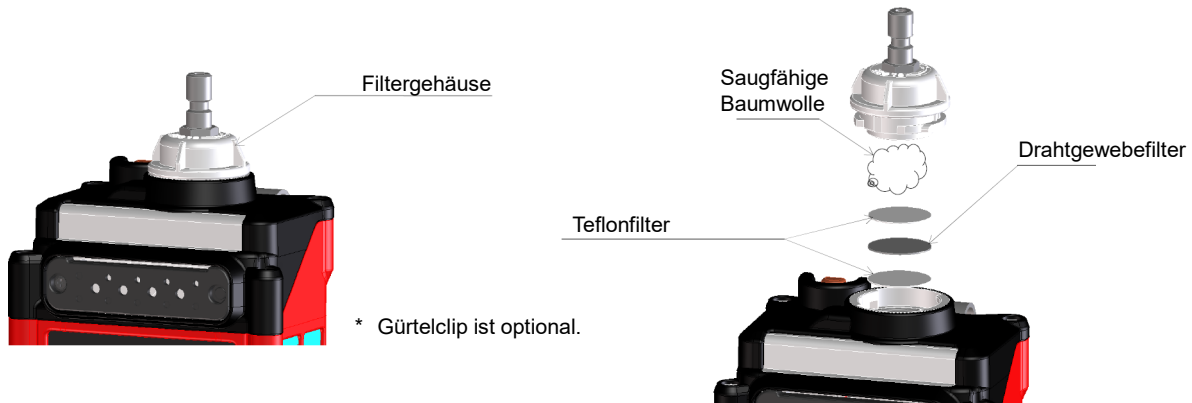 Filtergehäuse
Saugfähige
Baumwolle
Drahtgewebefilter
Teflonfilter
* Gürtelclip ist optional.